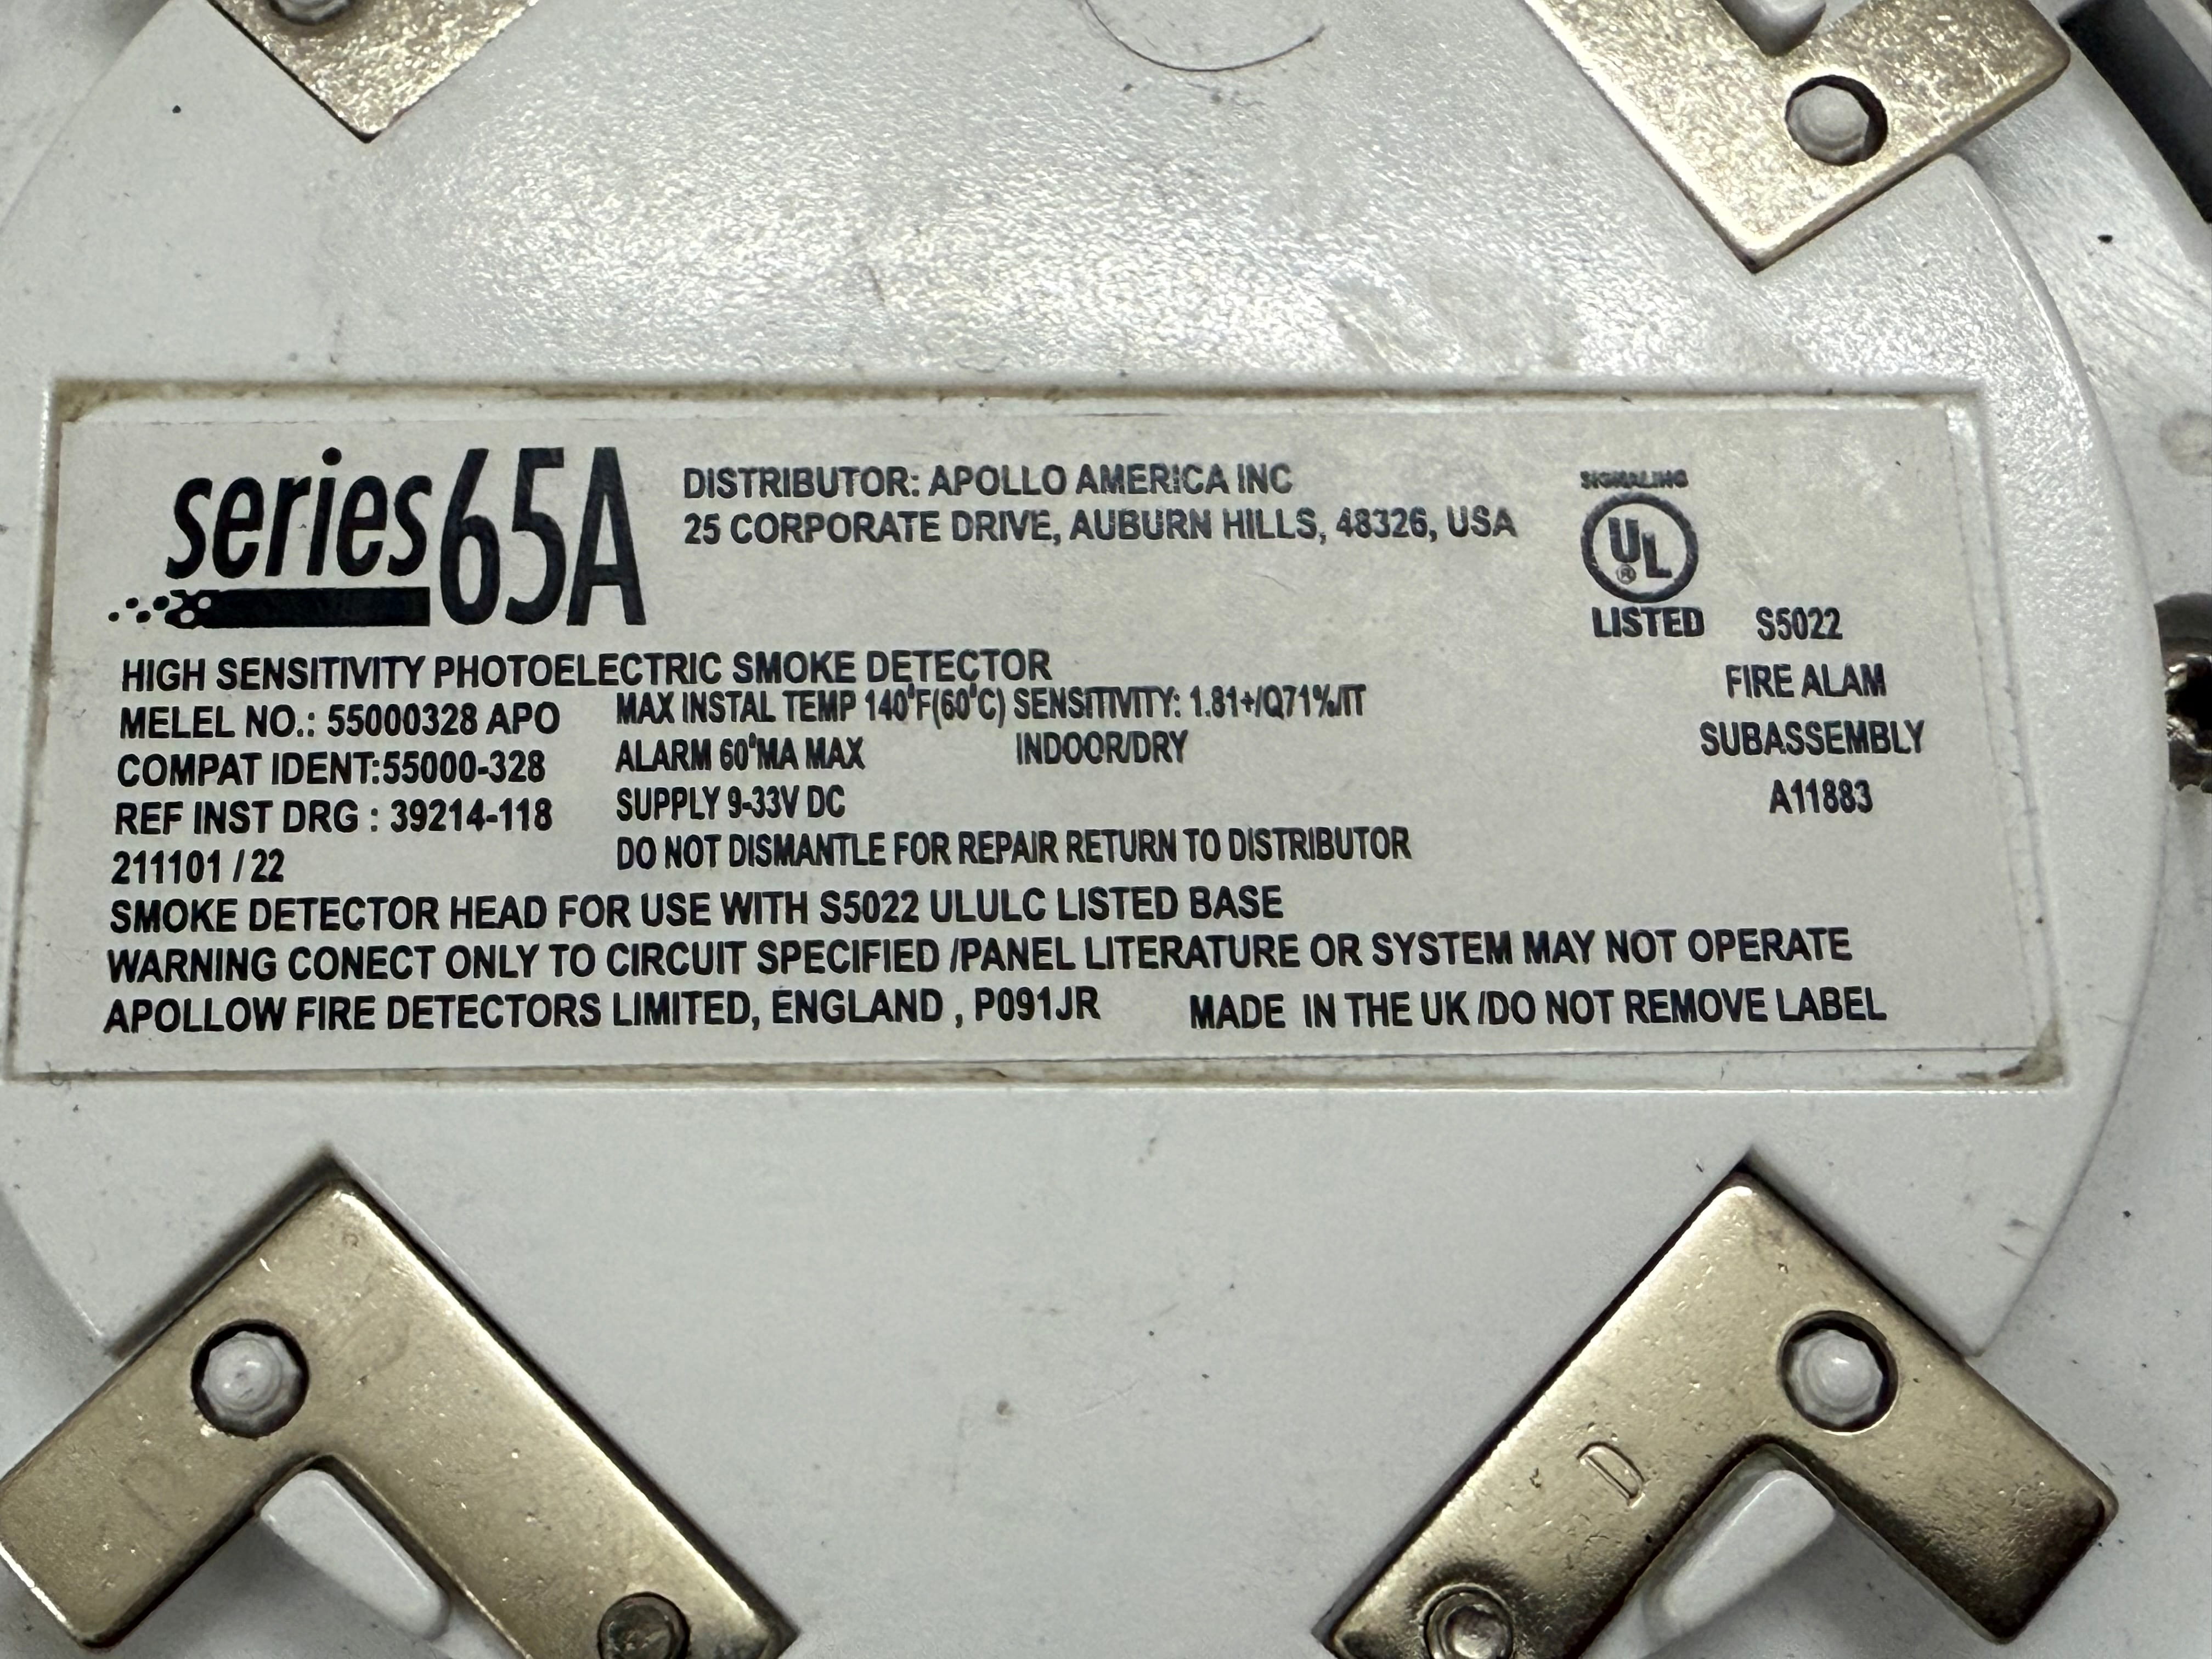 series65A
DISTRIBUTOR: APOLLO AMERICA INC
25 CORPORATE DRIVE, AUBURN HILLS, 48326, USA
SIGNALING
UL
®
LISTED S5022
FIRE ALAM
SUBASSEMBLY
A11883
HIGH SENSITIVITY PHOTOELECTRIC SMOKE DETECTOR
MELEL NO.: 55000328 APO
COMPAT IDENT:55000-328
REF INST DRG : 39214-118
211101 / 22
MAX INSTAL TEMP 140°F(60°C) SENSITIVITY: 1.81+/Q71%/IT
ALARM 60°MA MAX INDOOR/DRY
SUPPLY 9-33V DC
DO NOT DISMANTLE FOR REPAIR RETURN TO DISTRIBUTOR
SMOKE DETECTOR HEAD FOR USE WITH S5022 ULULC LISTED BASE
WARNING CONECT ONLY TO CIRCUIT SPECIFIED /PANEL LITERATURE OR SYSTEM MAY NOT OPERATE
APOLLOW FIRE DETECTORS LIMITED, ENGLAND , P091JR MADE IN THE UK /DO NOT REMOVE LABEL
D